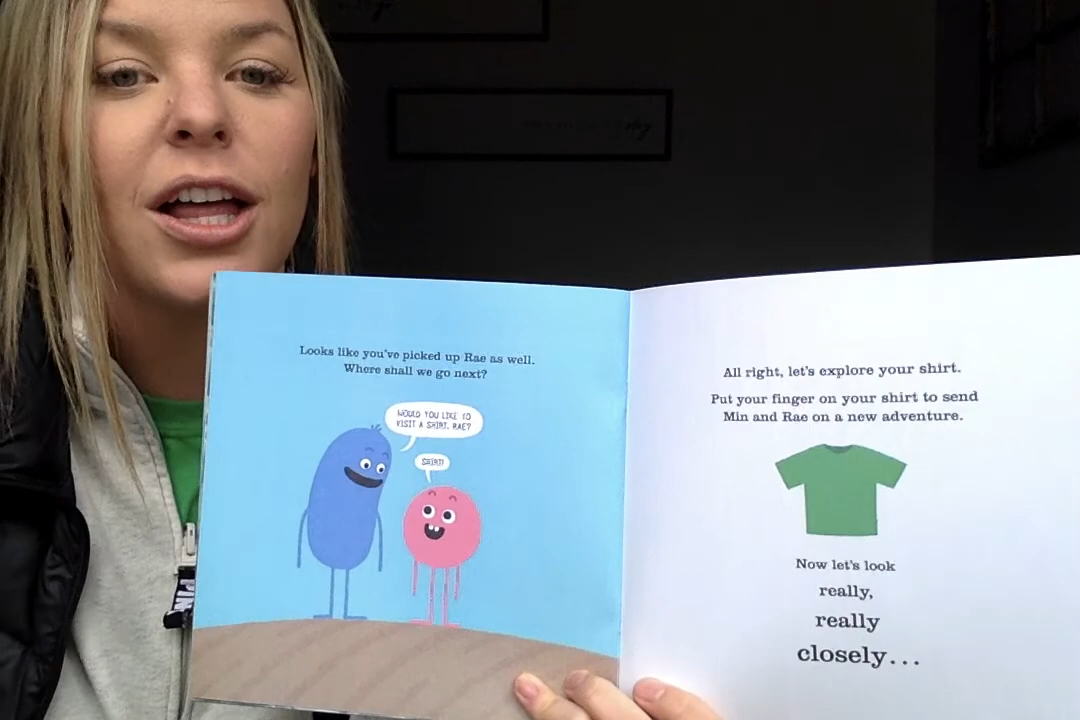 Looks like you've picked up Rae as well.
Where shall we go next?
WOULD YOU LIKE TO
VISIT A SHIRT, RAE?
SHIRT!
All right, let's explore your shirt.
Put your finger on your shirt to send
Min and Rae on a new adventure.
Now let's look
really,
really
closely...
PIN